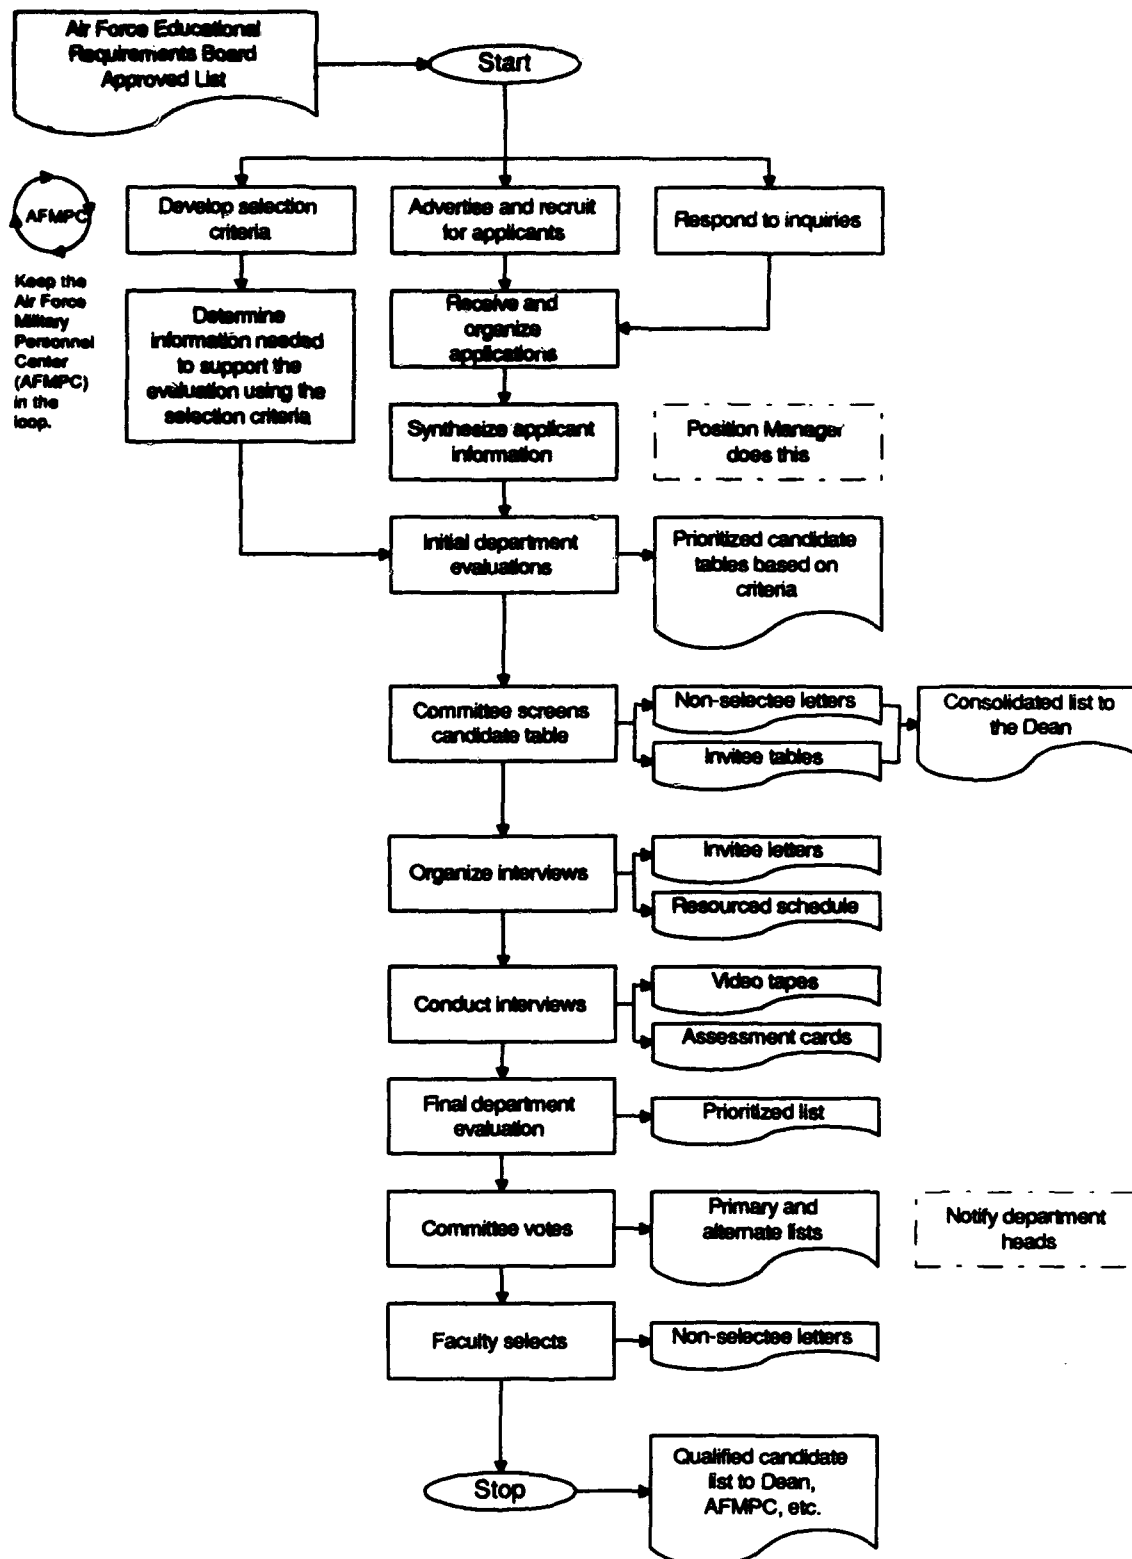 Air Force Educational
Requirements Board
Approved List
Start
AFMPC
Keep the
Air Force
Military
Personnel
Center
(AFMPC)
in the
loop.
Develop selection
criteria
Advertise and recruit
for applicants
Respond to inquiries
Determine
information needed
to support the
evaluation using the
selection criteria
Receive and
organize
applications
Synthesize applicant
information
Position Manager
does this
Initial department
evaluations
Prioritized candidate
tables based on
criteria
Committee screens
candidate table
Non-selectee letters
Invitee tables
Consolidated list to
the Dean
Organize interviews
Invitee letters
Resourced schedule
Conduct interviews
Video tapes
Assessment cards
Final department
evaluation
Prioritized list
Committee votes
Primary and
alternate lists
Notify department
heads
Faculty selects
Non-selectee letters
Stop
Qualified candidate
list to Dean,
AFMPC, etc.